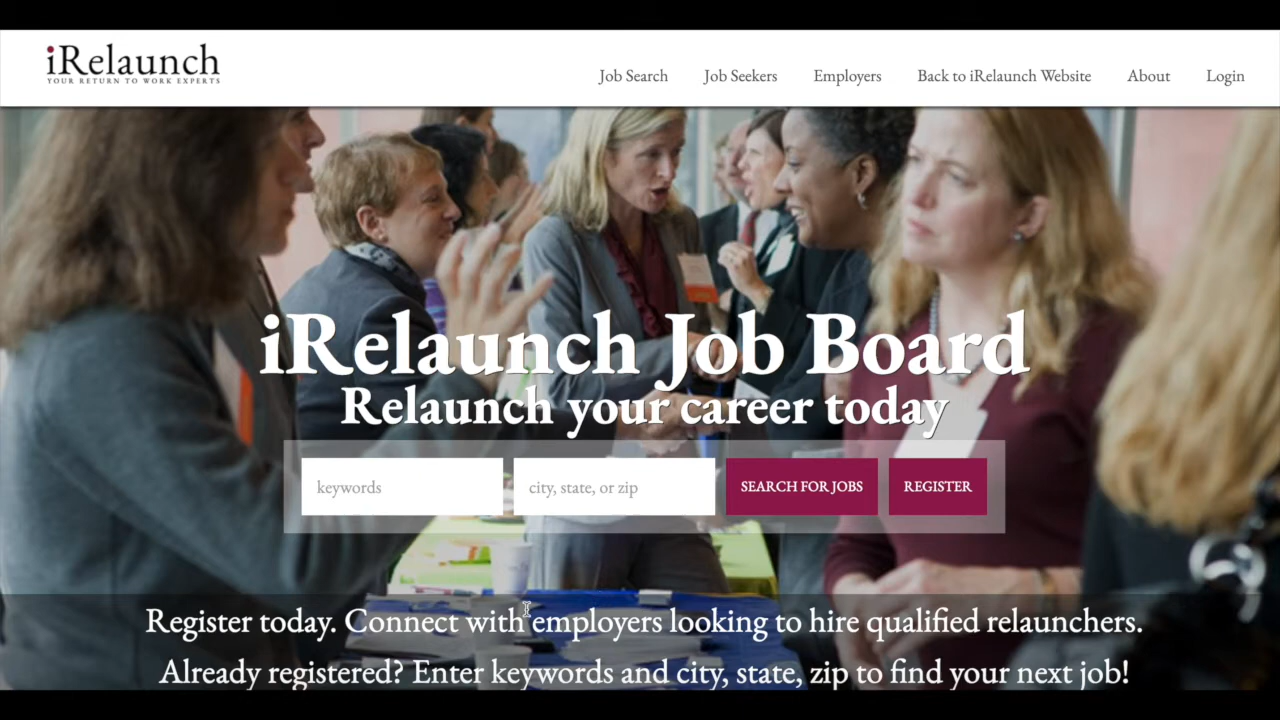 iRelaunch
YOUR RETURN TO WORK EXPERTS
Job Search Job Seekers Employers Back to iRelaunch Website About Login
iRelaunch Job Board
Relaunch your career today
keywords city, state, or zip SEARCH FOR JOBS REGISTER
Register today. Connect with employers looking to hire qualified relaunchers.
Already registered? Enter keywords and city, state, zip to find your next job!